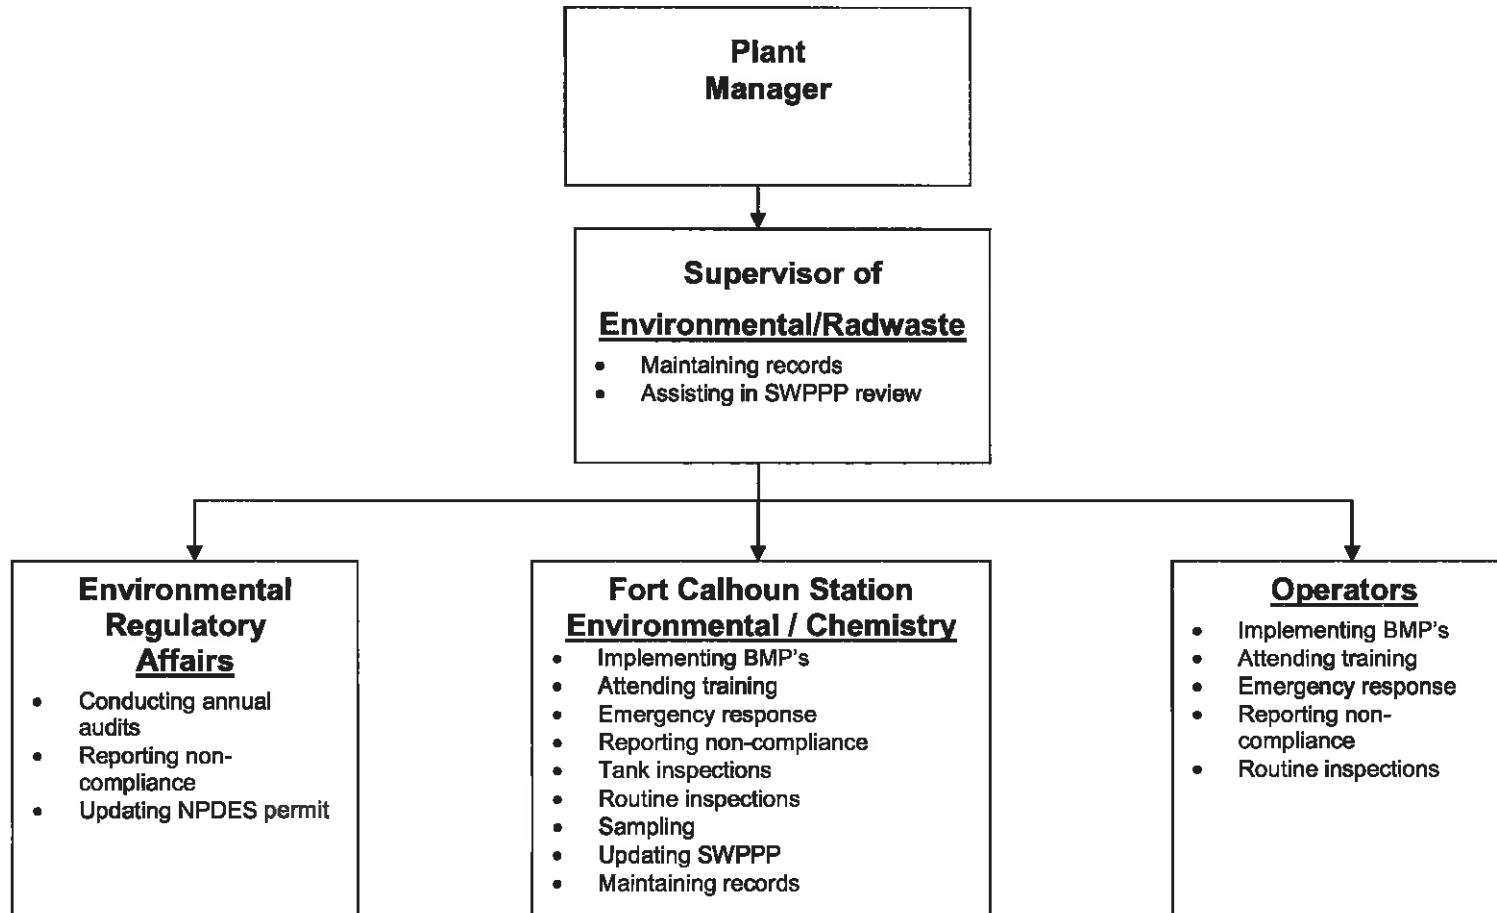 Plant
Manager
Supervisor of
Environmental/Radwaste
• Maintaining records
• Assisting in SWPPP review
Environmental
Regulatory
Affairs
• Conducting annual
audits
• Reporting non-
compliance
• Updating NPDES permit
Fort Calhoun Station
Environmental / Chemistry
• Implementing BMP's
• Attending training
• Emergency response
• Reporting non-compliance
• Tank inspections
• Routine inspections
• Sampling
• Updating SWPPP
• Maintaining records
Operators
• Implementing BMP's
• Attending training
• Emergency response
• Reporting non-
compliance
• Routine inspections